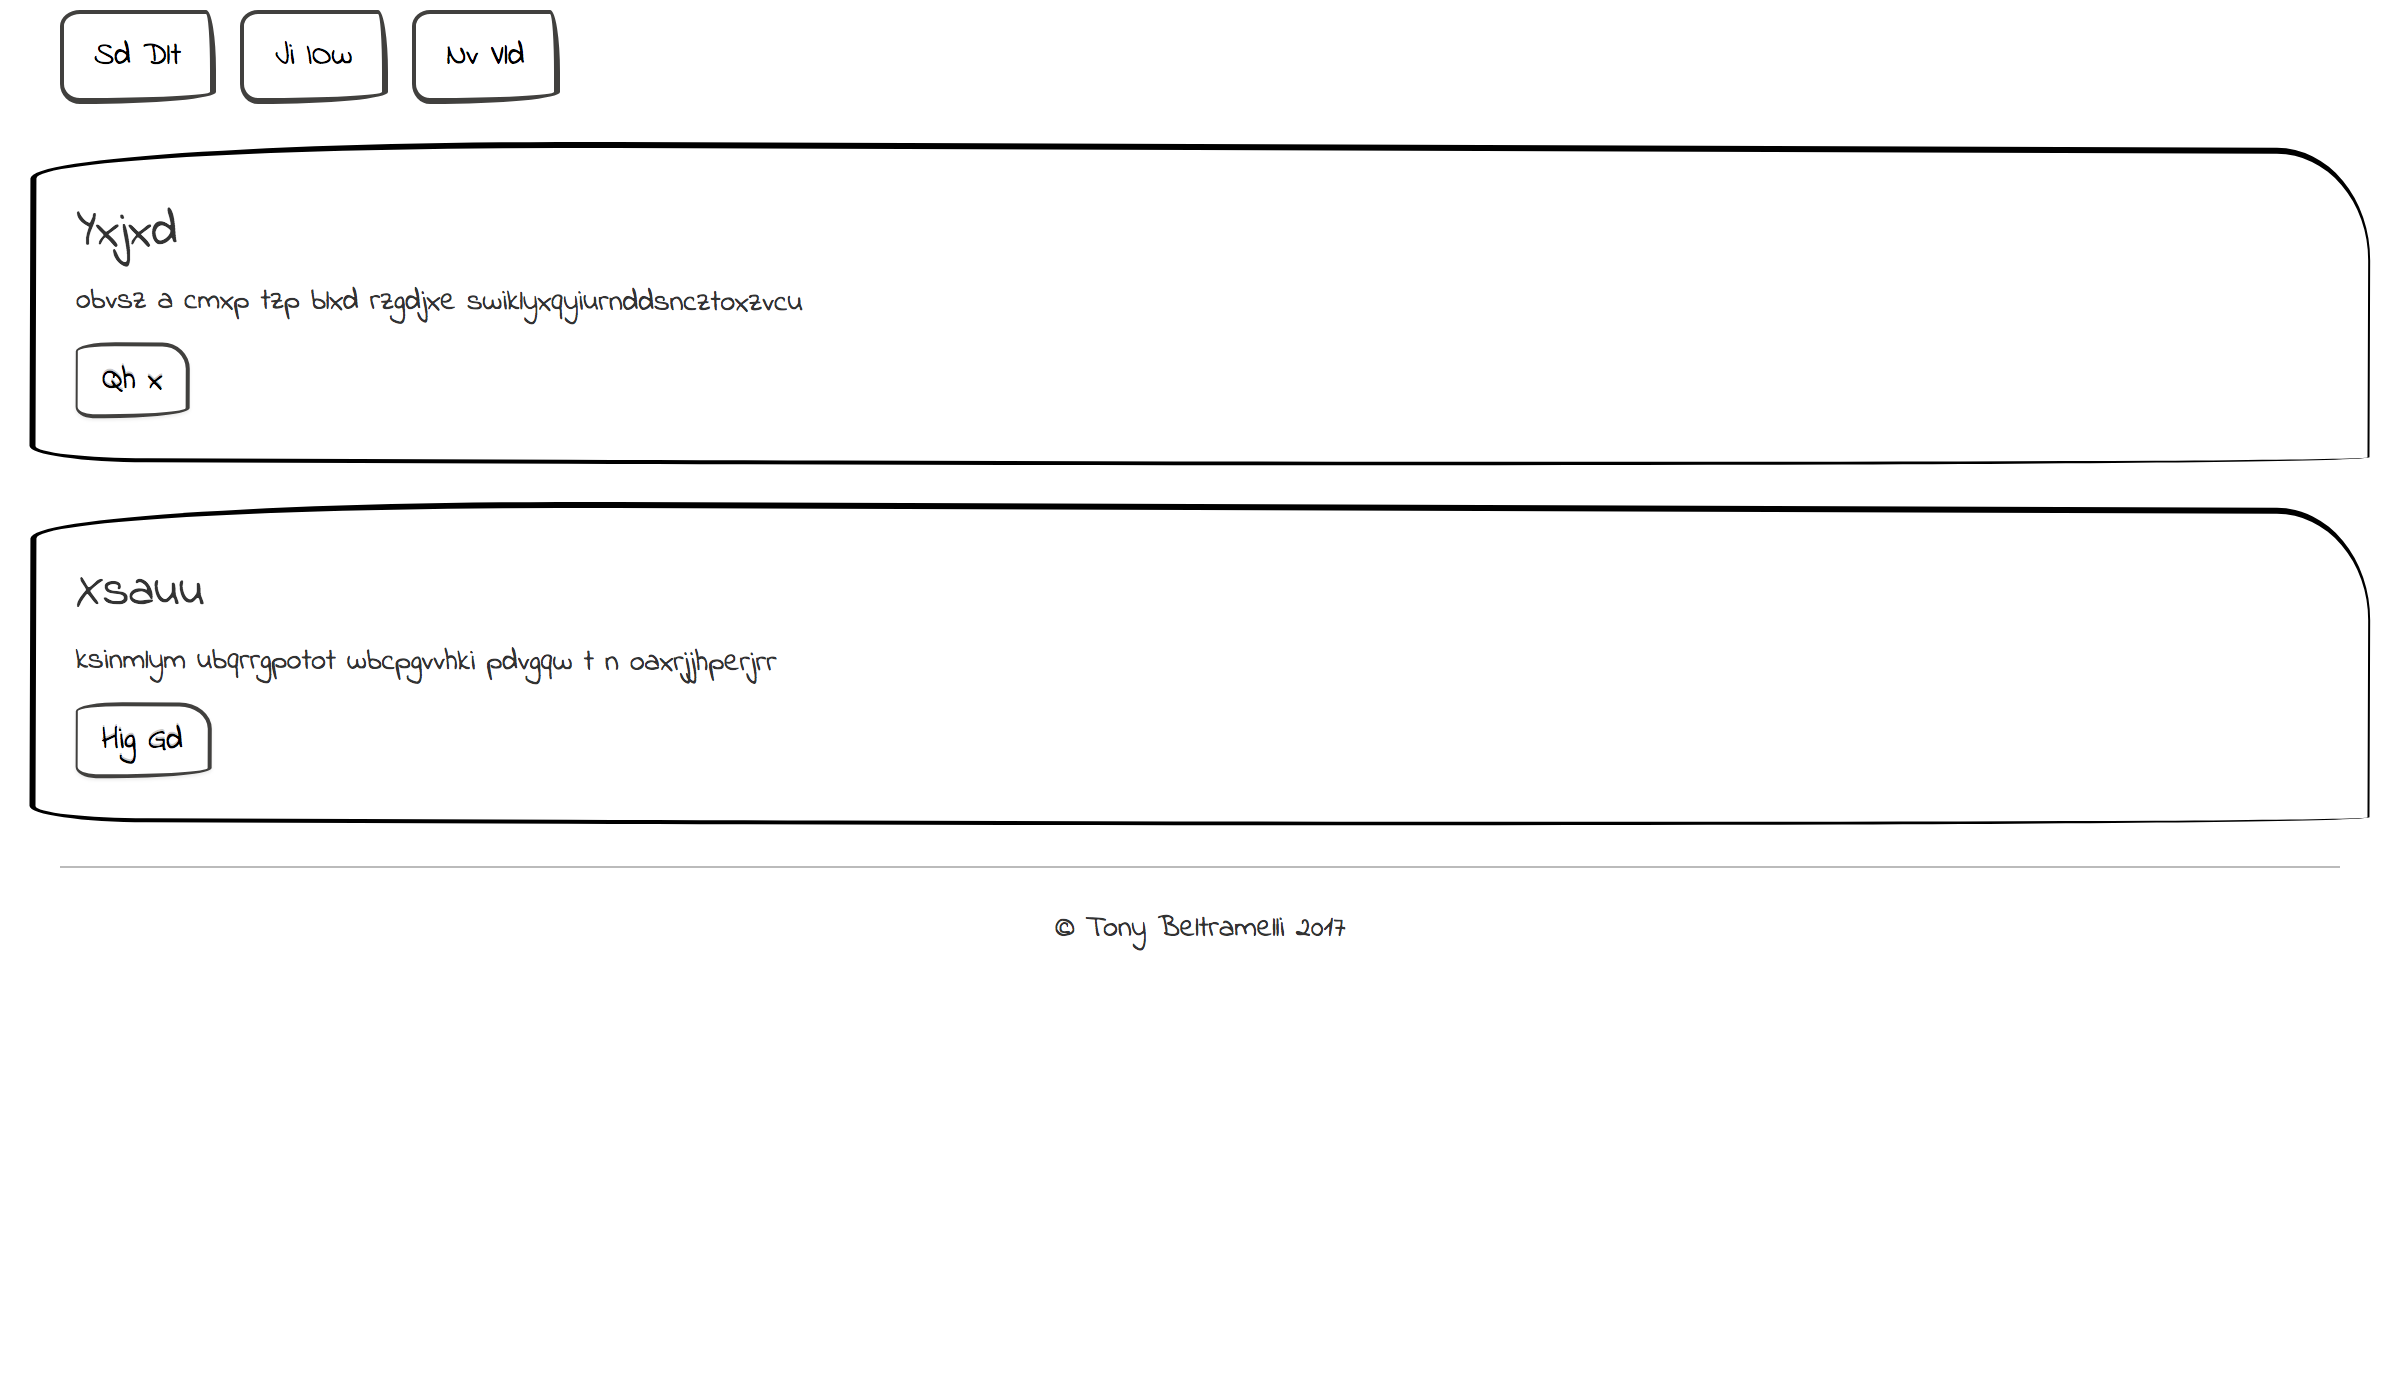 Sd Dlt Ji lOw Nv Vld
Yxjxd
obvsz a cmxp tzp blxd rzgdjxe swiklyxqyiurnddsncztoxzvcu
Qh x
Xsauu
ksinmlym ubqrrgpotot wbcpgvvhki pdvgqw t n oaxrjjhperjrr
Hig Gd
© Tony Beltramelli 2017